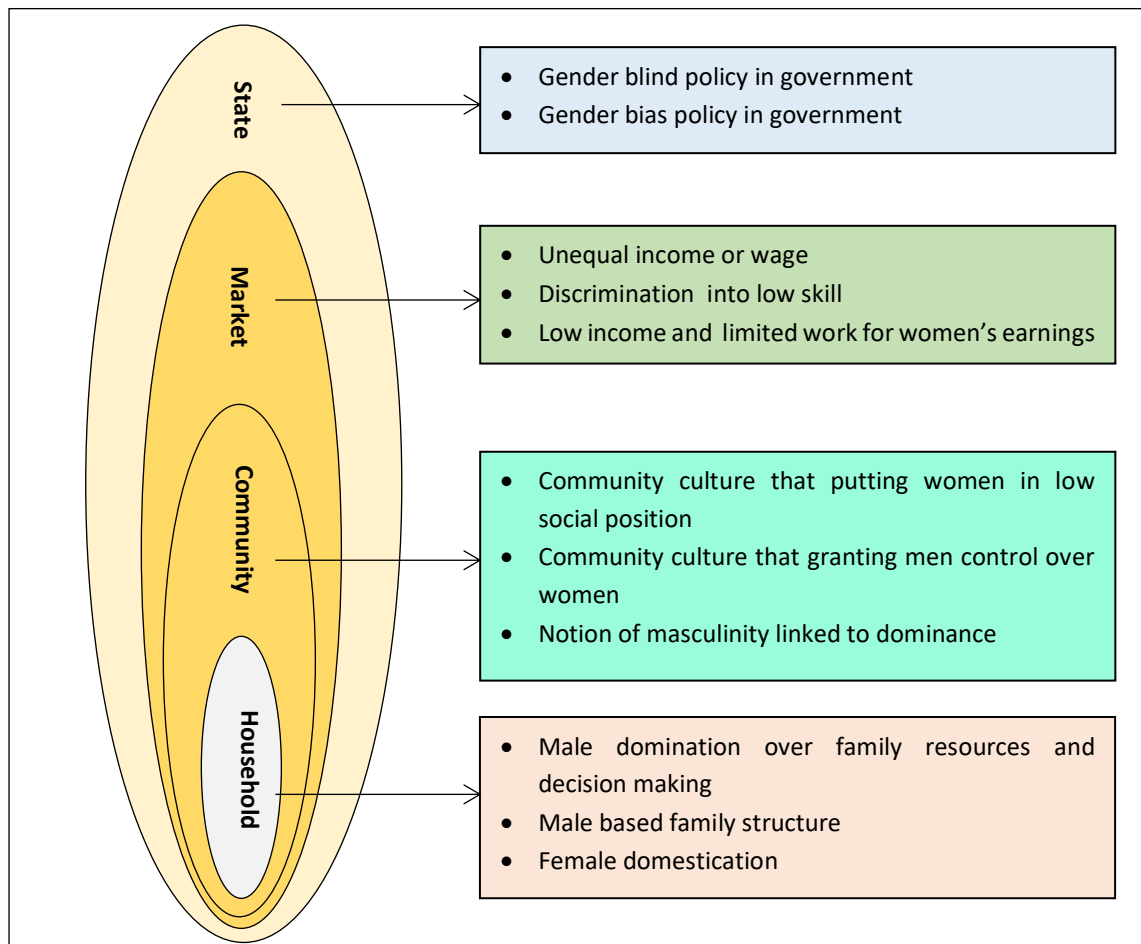 State
• Gender blind policy in government
• Gender bias policy in government
Market
• Unequal income or wage
• Discrimination into low skill
• Low income and limited work for women's earnings
Community
• Community culture that putting women in low
social position
• Community culture that granting men control over
women
• Notion of masculinity linked to dominance
Household
• Male domination over family resources and
decision making
• Male based family structure
• Female domestication